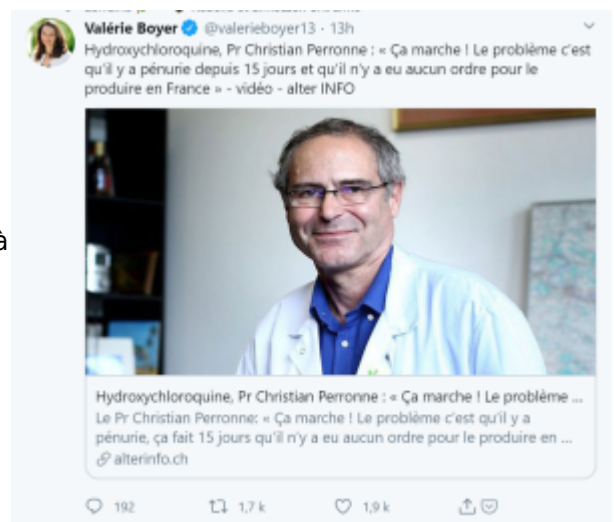 Valérie Boyer @valerieboyer13 · 13h
Hydroxychloroquine, Pr Christian Perronne : « Ça marche ! Le problème c'est
qu'il y a pénurie depuis 15 jours et qu'il n'y a eu aucun ordre pour le
produire en France » - vidéo - alter INFO
à
Hydroxychloroquine, Pr Christian Perronne : « Ça marche ! Le problème ...
Le Pr Christian Perronne: « Ça marche ! Le problème c'est qu'il y a
pénurie, ça fait 15 jours qu'il n'y a eu aucun ordre pour le produire en ...
alterinfo.ch
192 1,7 k 1,9 k